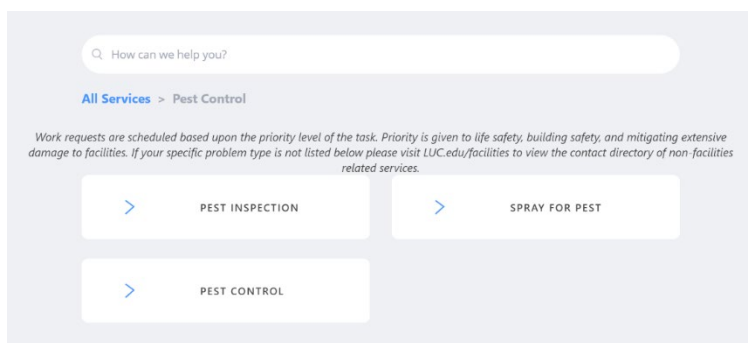 How can we help you?
All Services > Pest Control
Work requests are scheduled based upon the priority level of the task. Priority is given to life safety, building safety, and mitigating extensive
damage to facilities. If your specific problem type is not listed below please visit LUC.edu/facilities to view the contact directory of non-facilities
related services.
> PEST INSPECTION > SPRAY FOR PEST
> PEST CONTROL